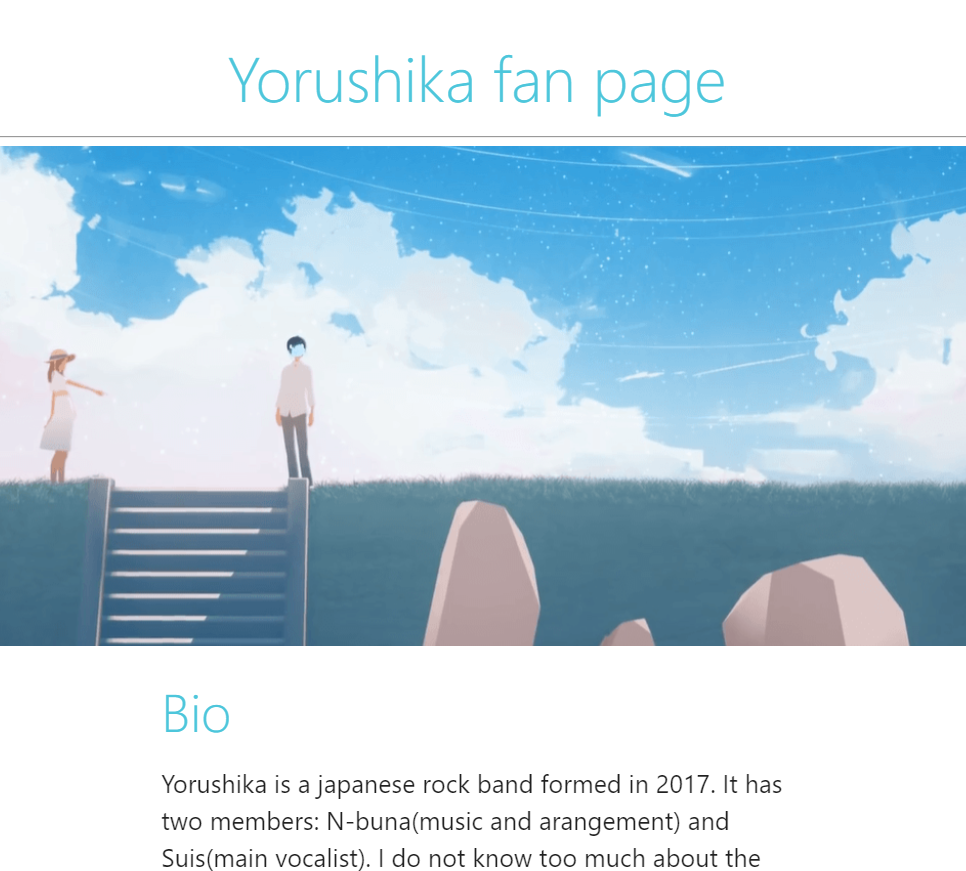 Yorushika fan page
Bio
Yorushika is a japanese rock band formed in 2017. It has
two members: N-buna(music and arangement) and
Suis(main vocalist). I do not know too much about the